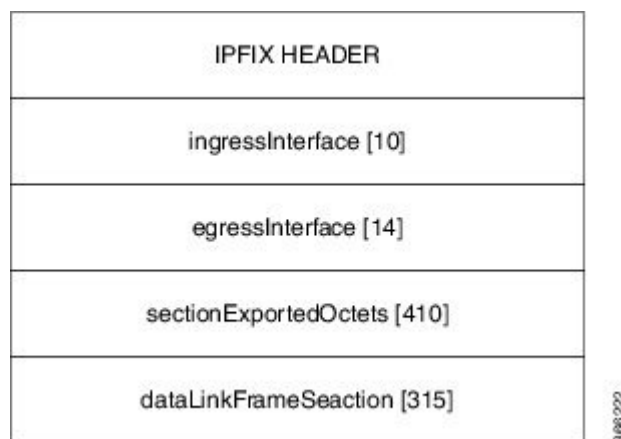 IPFIX HEADER
ingressInterface [10]
egressInterface [14]
sectionExportedOctets [410]
dataLinkFrameSeaction [315]